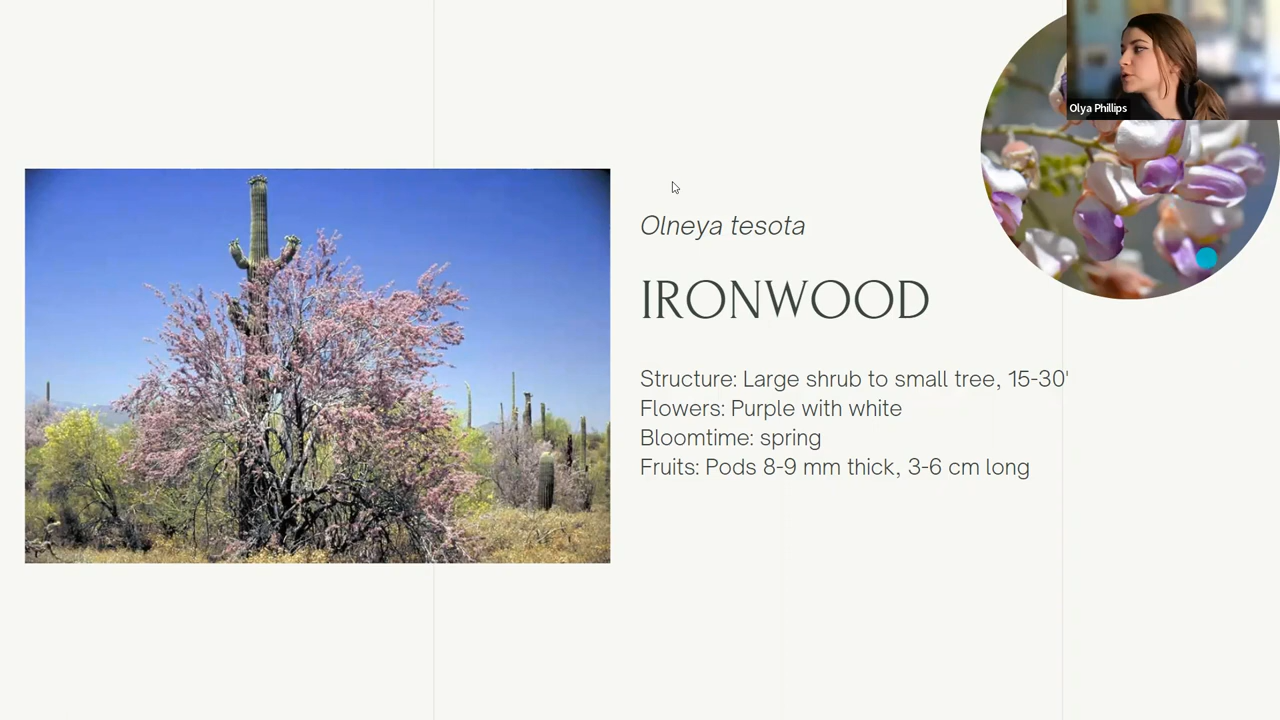 Olya Phillips
Olneya tesota
IRONWOOD
Structure: Large shrub to small tree, 15-30'
Flowers: Purple with white
Bloomtime: spring
Fruits: Pods 8-9 mm thick, 3-6 cm long